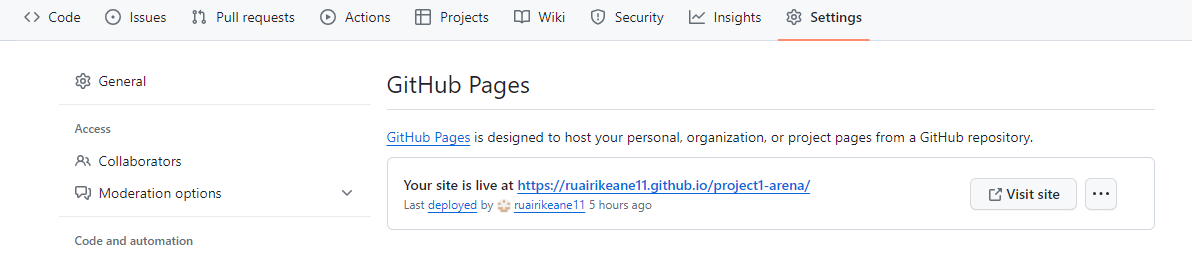 Code Issues Pull requests Actions Projects Wiki Security Insights Settings
General
Access
Collaborators
Moderation options
Code and automation
GitHub Pages
GitHub Pages is designed to host your personal, organization, or project pages from a GitHub repository.
Your site is live at https://ruairikeane11.github.io/project1-arena/
Last deployed by ruairikeane11 5 hours ago
Visit site